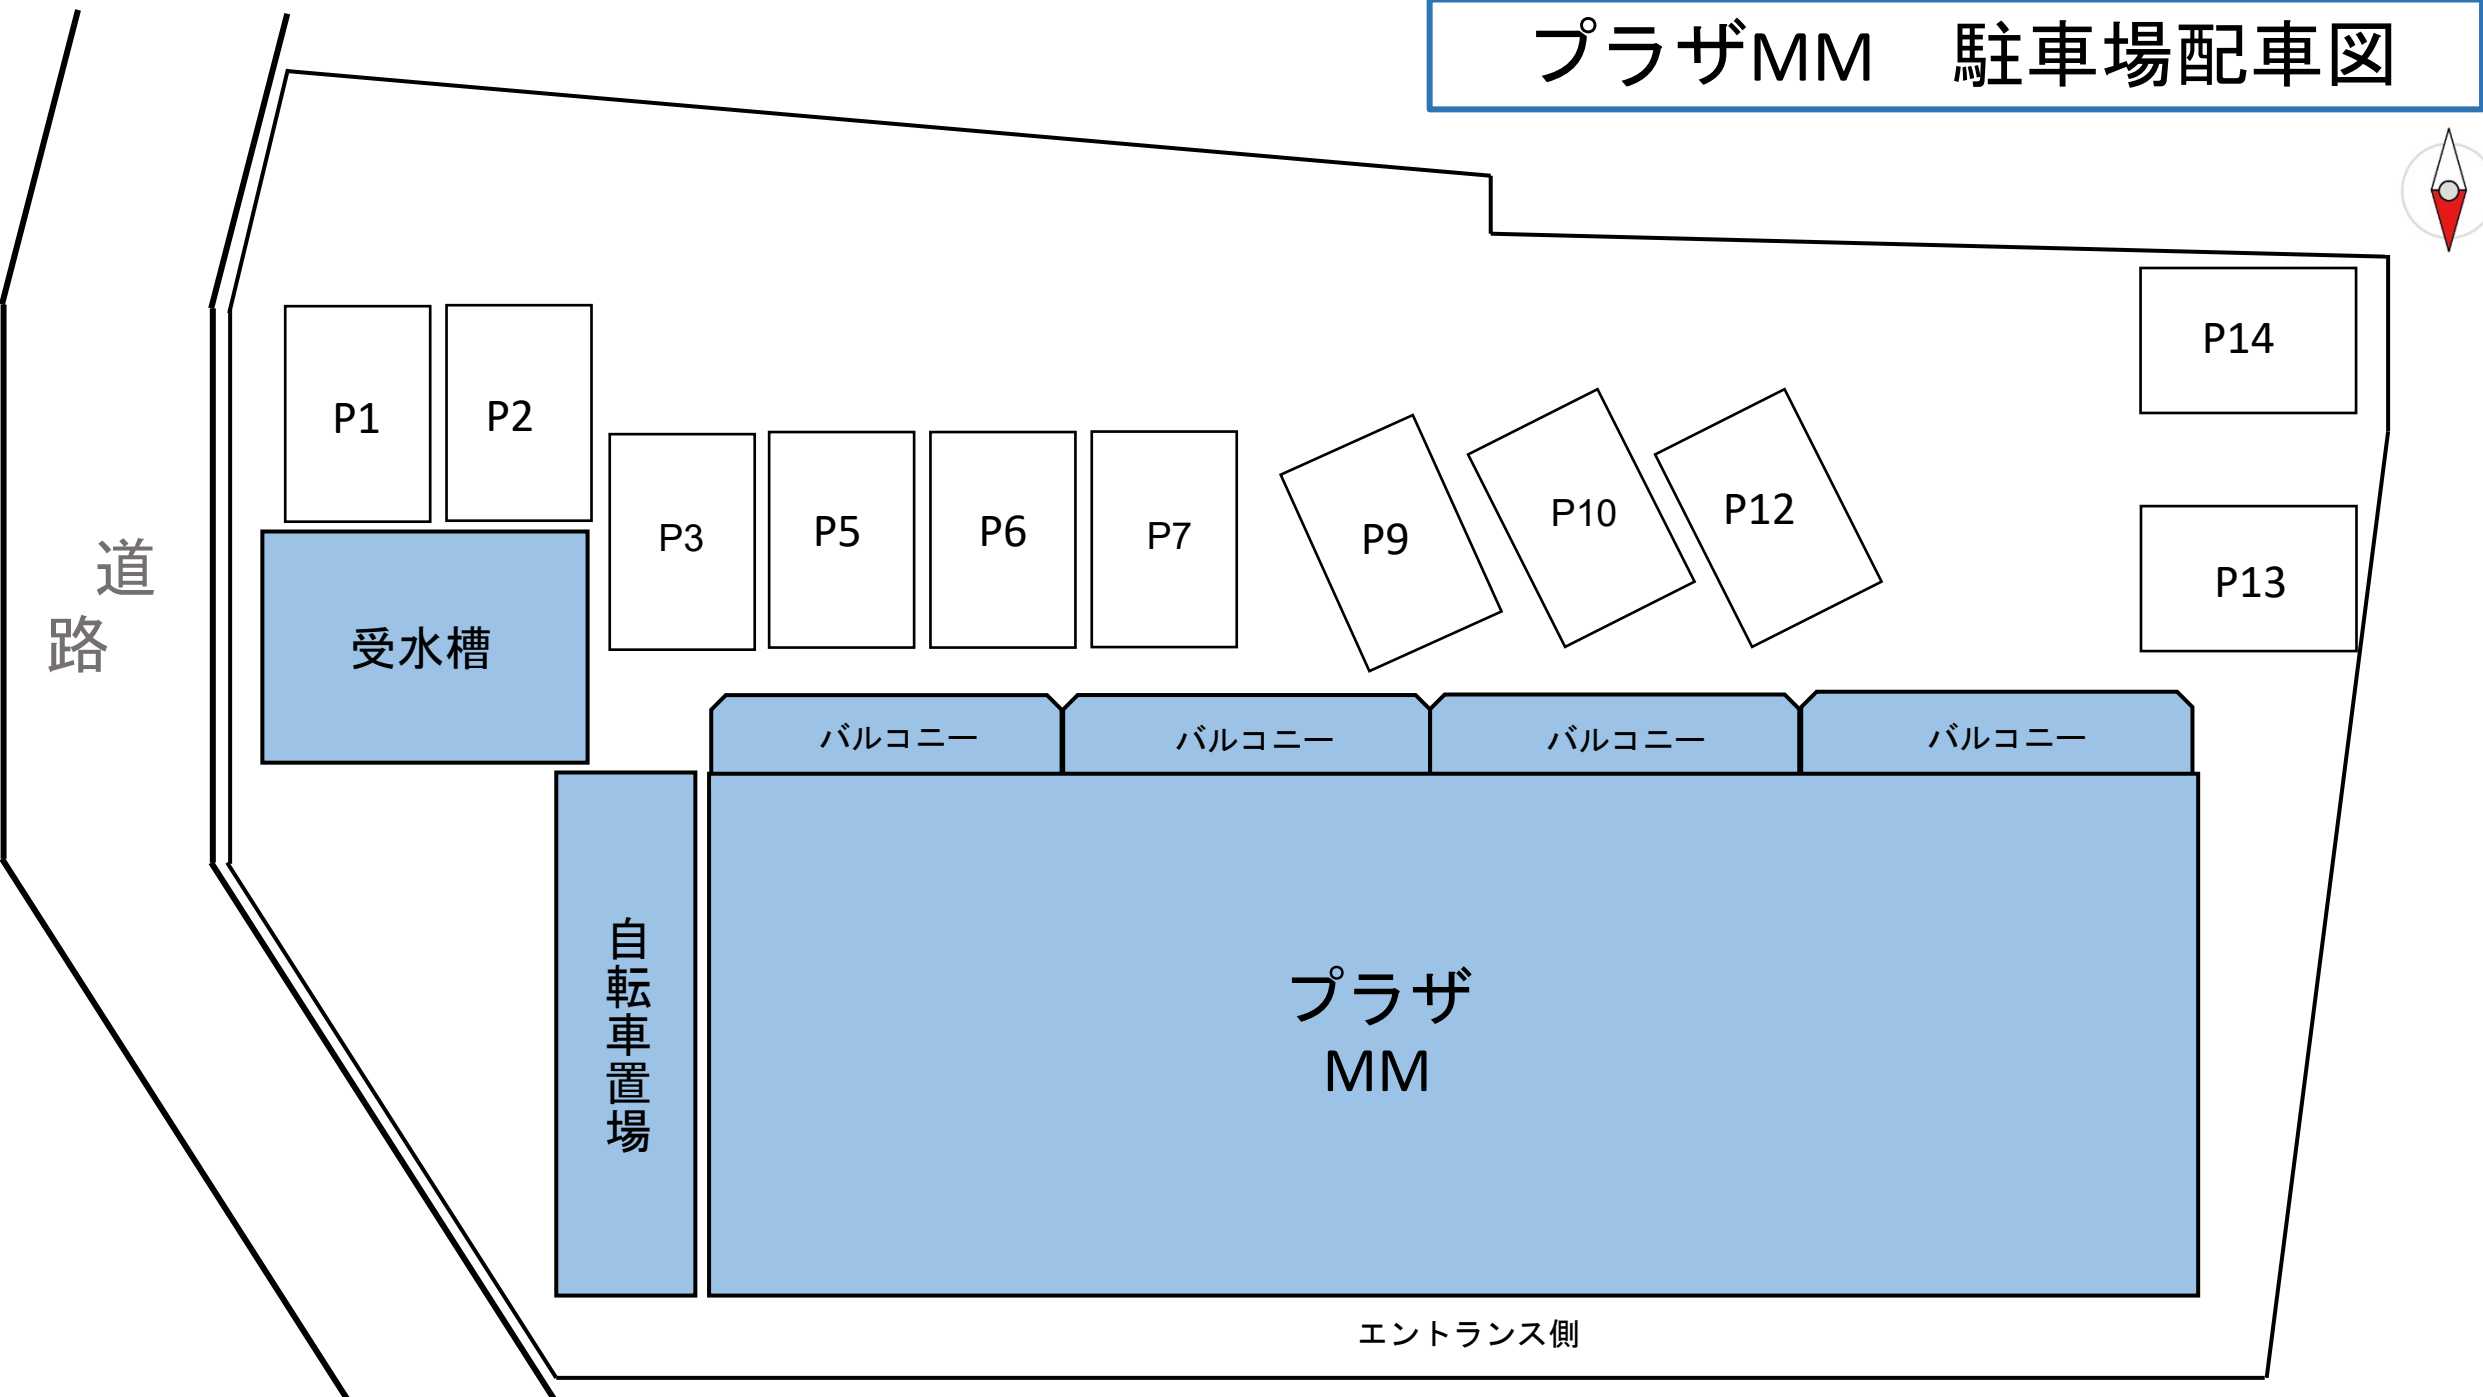 プラザMM　駐車場配車図
P14
P1
P2
P3
P5
P6
P7
P9
P10
P12
P13
道
路
受水槽
バルコニー
バルコニー
バルコニー
バルコニー
自転車置場
プラザ
MM
エントランス側